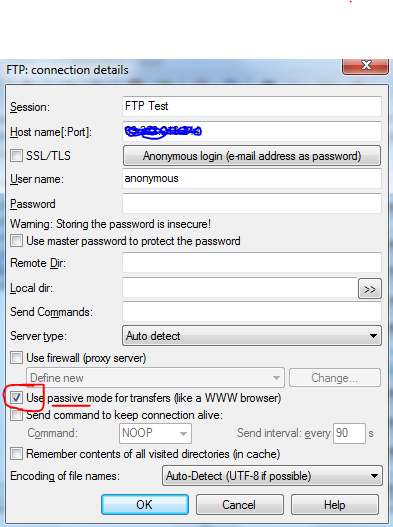 FTP: connection details
Session: FTP Test
Host name[:Port]:
SSL/TLS Anonymous login (e-mail address as password)
User name: anonymous
Password
Warning: Storing the password is insecure!
Use master password to protect the password
Remote Dir:
Local dir: >>
Send Commands:
Server type: Auto detect
Use firewall (proxy server)
Define new Change...
Use passive mode for transfers (like a WWW browser)
Send command to keep connection alive:
Command: NOOP Send interval: every 90 s
Remember contents of all visited directories (in cache)
Encoding of file names: Auto-Detect (UTF-8 if possible)
OK Cancel Help